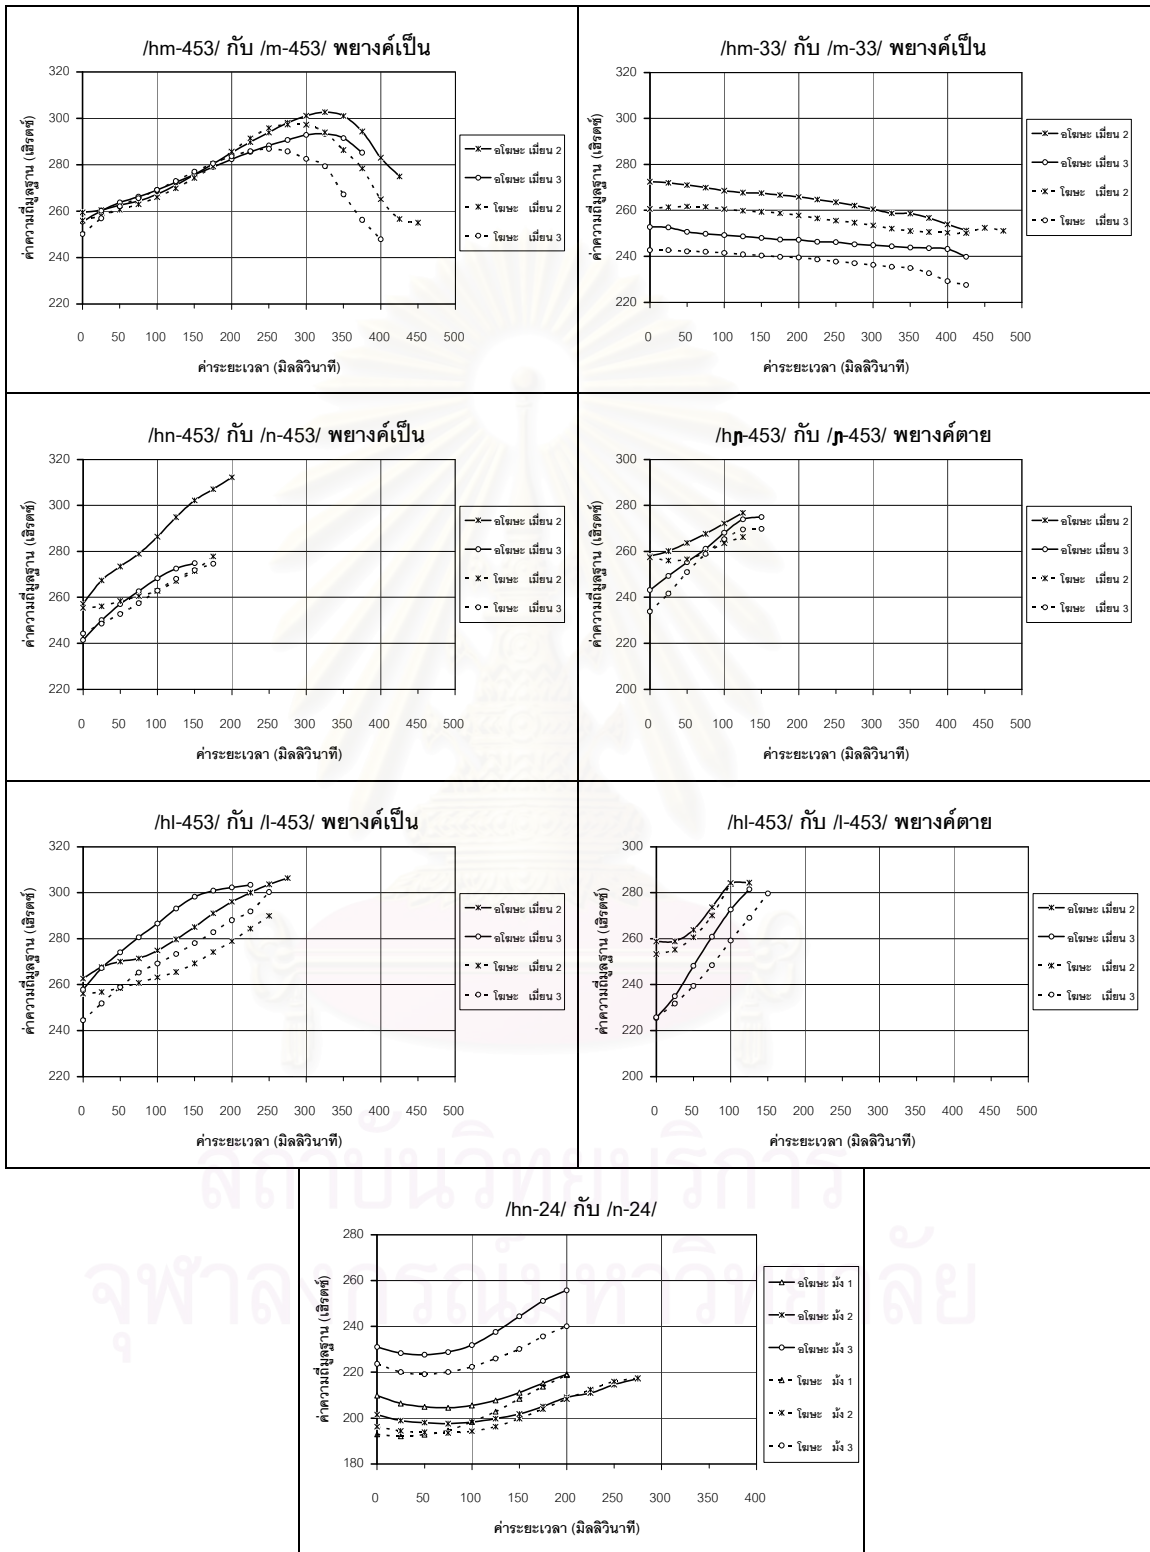 /hm-453/ กับ /m-453/ พยางค์เป็น
320
300
280
260
240
220
0 50 100 150 200 250 300 350 400 450 500
ค่าความถี่มูลฐาน (เฮิรตซ์)
ค่าระยะเวลา (มิลลิวินาที)
อโฆษะ เมี่ยน 2
อโฆษะ เมี่ยน 3
โฆษะ เมี่ยน 2
โฆษะ เมี่ยน 3
/hm-33/ กับ /m-33/ พยางค์เป็น
320
300
280
260
240
220
0 50 100 150 200 250 300 350 400 450 500
ค่าความถี่มูลฐาน (เฮิรตซ์)
ค่าระยะเวลา (มิลลิวินาที)
อโฆษะ เมี่ยน 2
อโฆษะ เมี่ยน 3
โฆษะ เมี่ยน 2
โฆษะ เมี่ยน 3
/hn-453/ กับ /n-453/ พยางค์เป็น
320
300
280
260
240
220
0 50 100 150 200 250 300 350 400 450 500
ค่าความถี่มูลฐาน (เฮิรตซ์)
ค่าระยะเวลา (มิลลิวินาที)
อโฆษะ เมี่ยน 2
อโฆษะ เมี่ยน 3
โฆษะ เมี่ยน 2
โฆษะ เมี่ยน 3
/hɲ-453/ กับ /ɲ-453/ พยางค์ตาย
300
280
260
240
220
200
0 50 100 150 200 250 300 350 400 450 500
ค่าความถี่มูลฐาน (เฮิรตซ์)
ค่าระยะเวลา (มิลลิวินาที)
อโฆษะ เมี่ยน 2
อโฆษะ เมี่ยน 3
โฆษะ เมี่ยน 2
โฆษะ เมี่ยน 3
/hl-453/ กับ /l-453/ พยางค์เป็น
320
300
280
260
240
220
0 50 100 150 200 250 300 350 400 450 500
ค่าความถี่มูลฐาน (เฮิรตซ์)
ค่าระยะเวลา (มิลลิวินาที)
อโฆษะ เมี่ยน 2
อโฆษะ เมี่ยน 3
โฆษะ เมี่ยน 2
โฆษะ เมี่ยน 3
/hl-453/ กับ /l-453/ พยางค์ตาย
300
280
260
240
220
200
0 50 100 150 200 250 300 350 400 450 500
ค่าความถี่มูลฐาน (เฮิรตซ์)
ค่าระยะเวลา (มิลลิวินาที)
อโฆษะ เมี่ยน 2
อโฆษะ เมี่ยน 3
โฆษะ เมี่ยน 2
โฆษะ เมี่ยน 3
สถาบันวิทยบริการ
จุฬาลงกรณ์มหาวิทยาลัย
/hn-24/ กับ /n-24/
280
260
240
220
200
180
0 50 100 150 200 250 300 350 400
ค่าความถี่มูลฐาน (เฮิรตซ์)
ค่าระยะเวลา (มิลลิวินาที)
อโฆษะ ม้ง 1
อโฆษะ ม้ง 2
อโฆษะ ม้ง 3
โฆษะ ม้ง 1
โฆษะ ม้ง 2
โฆษะ ม้ง 3